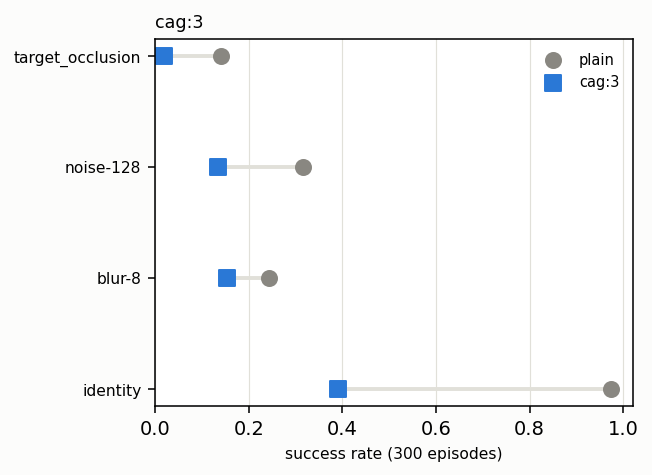 cag:3
target_occlusion
noise-128
blur-8
identity
plain
cag:3
0.0 0.2 0.4 0.6 0.8 1.0
success rate (300 episodes)